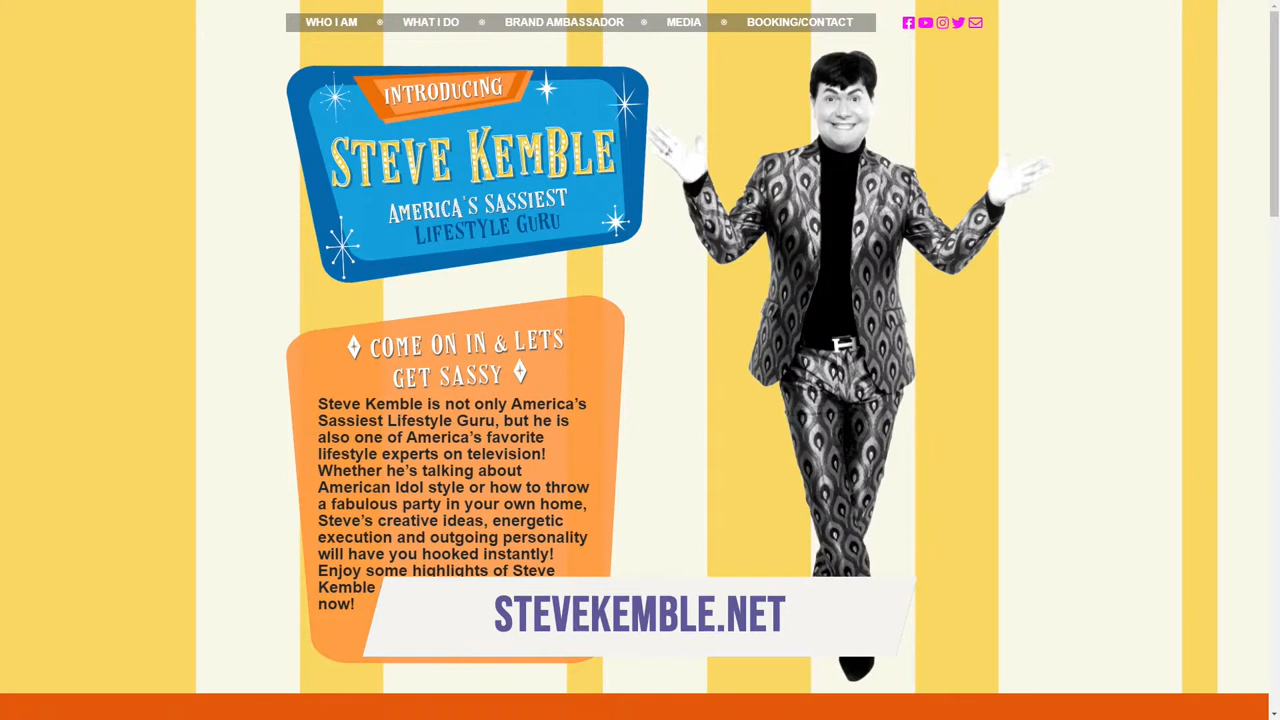 WHO I AM
WHAT I DO
BRAND AMBASSADOR
MEDIA
BOOKING/CONTACT
INTRODUCING
STEVE KEMBLE
AMERICA'S SASSIEST
LIFESTYLE GURU
COME ON IN & LETS
GET SASSY
Steve Kemble is not only America’s
Sassiest Lifestyle Guru, but he is
also one of America’s favorite
lifestyle experts on television!
Whether he’s talking about
American Idol style or how to throw
a fabulous party in your own home,
Steve’s creative ideas, energetic
execution and outgoing personality
will have you hooked instantly!
Enjoy some highlights of Steve
Kemble
now!
STEVEKEMBLE.NET